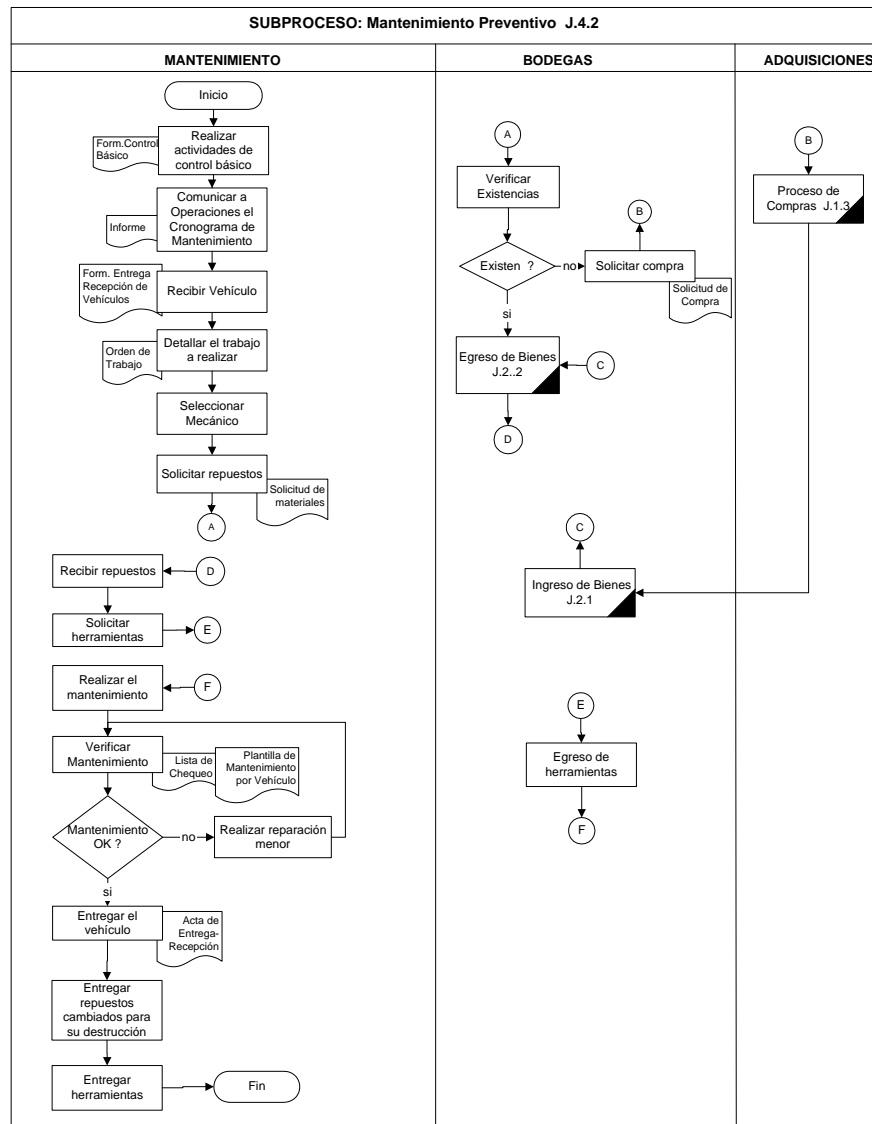 SUBPROCESO: Mantenimiento Preventivo  J.4.2
MANTENIMIENTO
BODEGAS
ADQUISICIONES
Inicio
Form.Control
Básico
Realizar
actividades de
control básico
Informe
Comunicar a
Operaciones el
Cronograma de
Mantenimiento
Form. Entrega
Recepción de
Vehículos
Recibir Vehículo
Orden de
Trabajo
Detallar el trabajo
a realizar
Seleccionar
Mecánico
Solicitar repuestos
Solicitud de
materiales
A
Recibir repuestos
D
Solicitar
herramientas
E
Realizar el
mantenimiento
F
Verificar
Mantenimiento
Lista de
Chequeo
Plantilla de
Mantenimiento
por Vehículo
Mantenimiento
OK ?
no
Realizar reparación
menor
si
Entregar el
vehículo
Acta de
Entrega-
Recepción
Entregar
repuestos
cambiados para
su destrucción
Entregar
herramientas
Fin
A
Verificar
Existencias
B
Existen  ?
no
Solicitar compra
Solicitud de
Compra
si
Egreso de Bienes
J.2..2
C
D
C
Ingreso de Bienes
J.2.1
E
Egreso de
herramientas
F
B
Proceso de
Compras  J.1.3